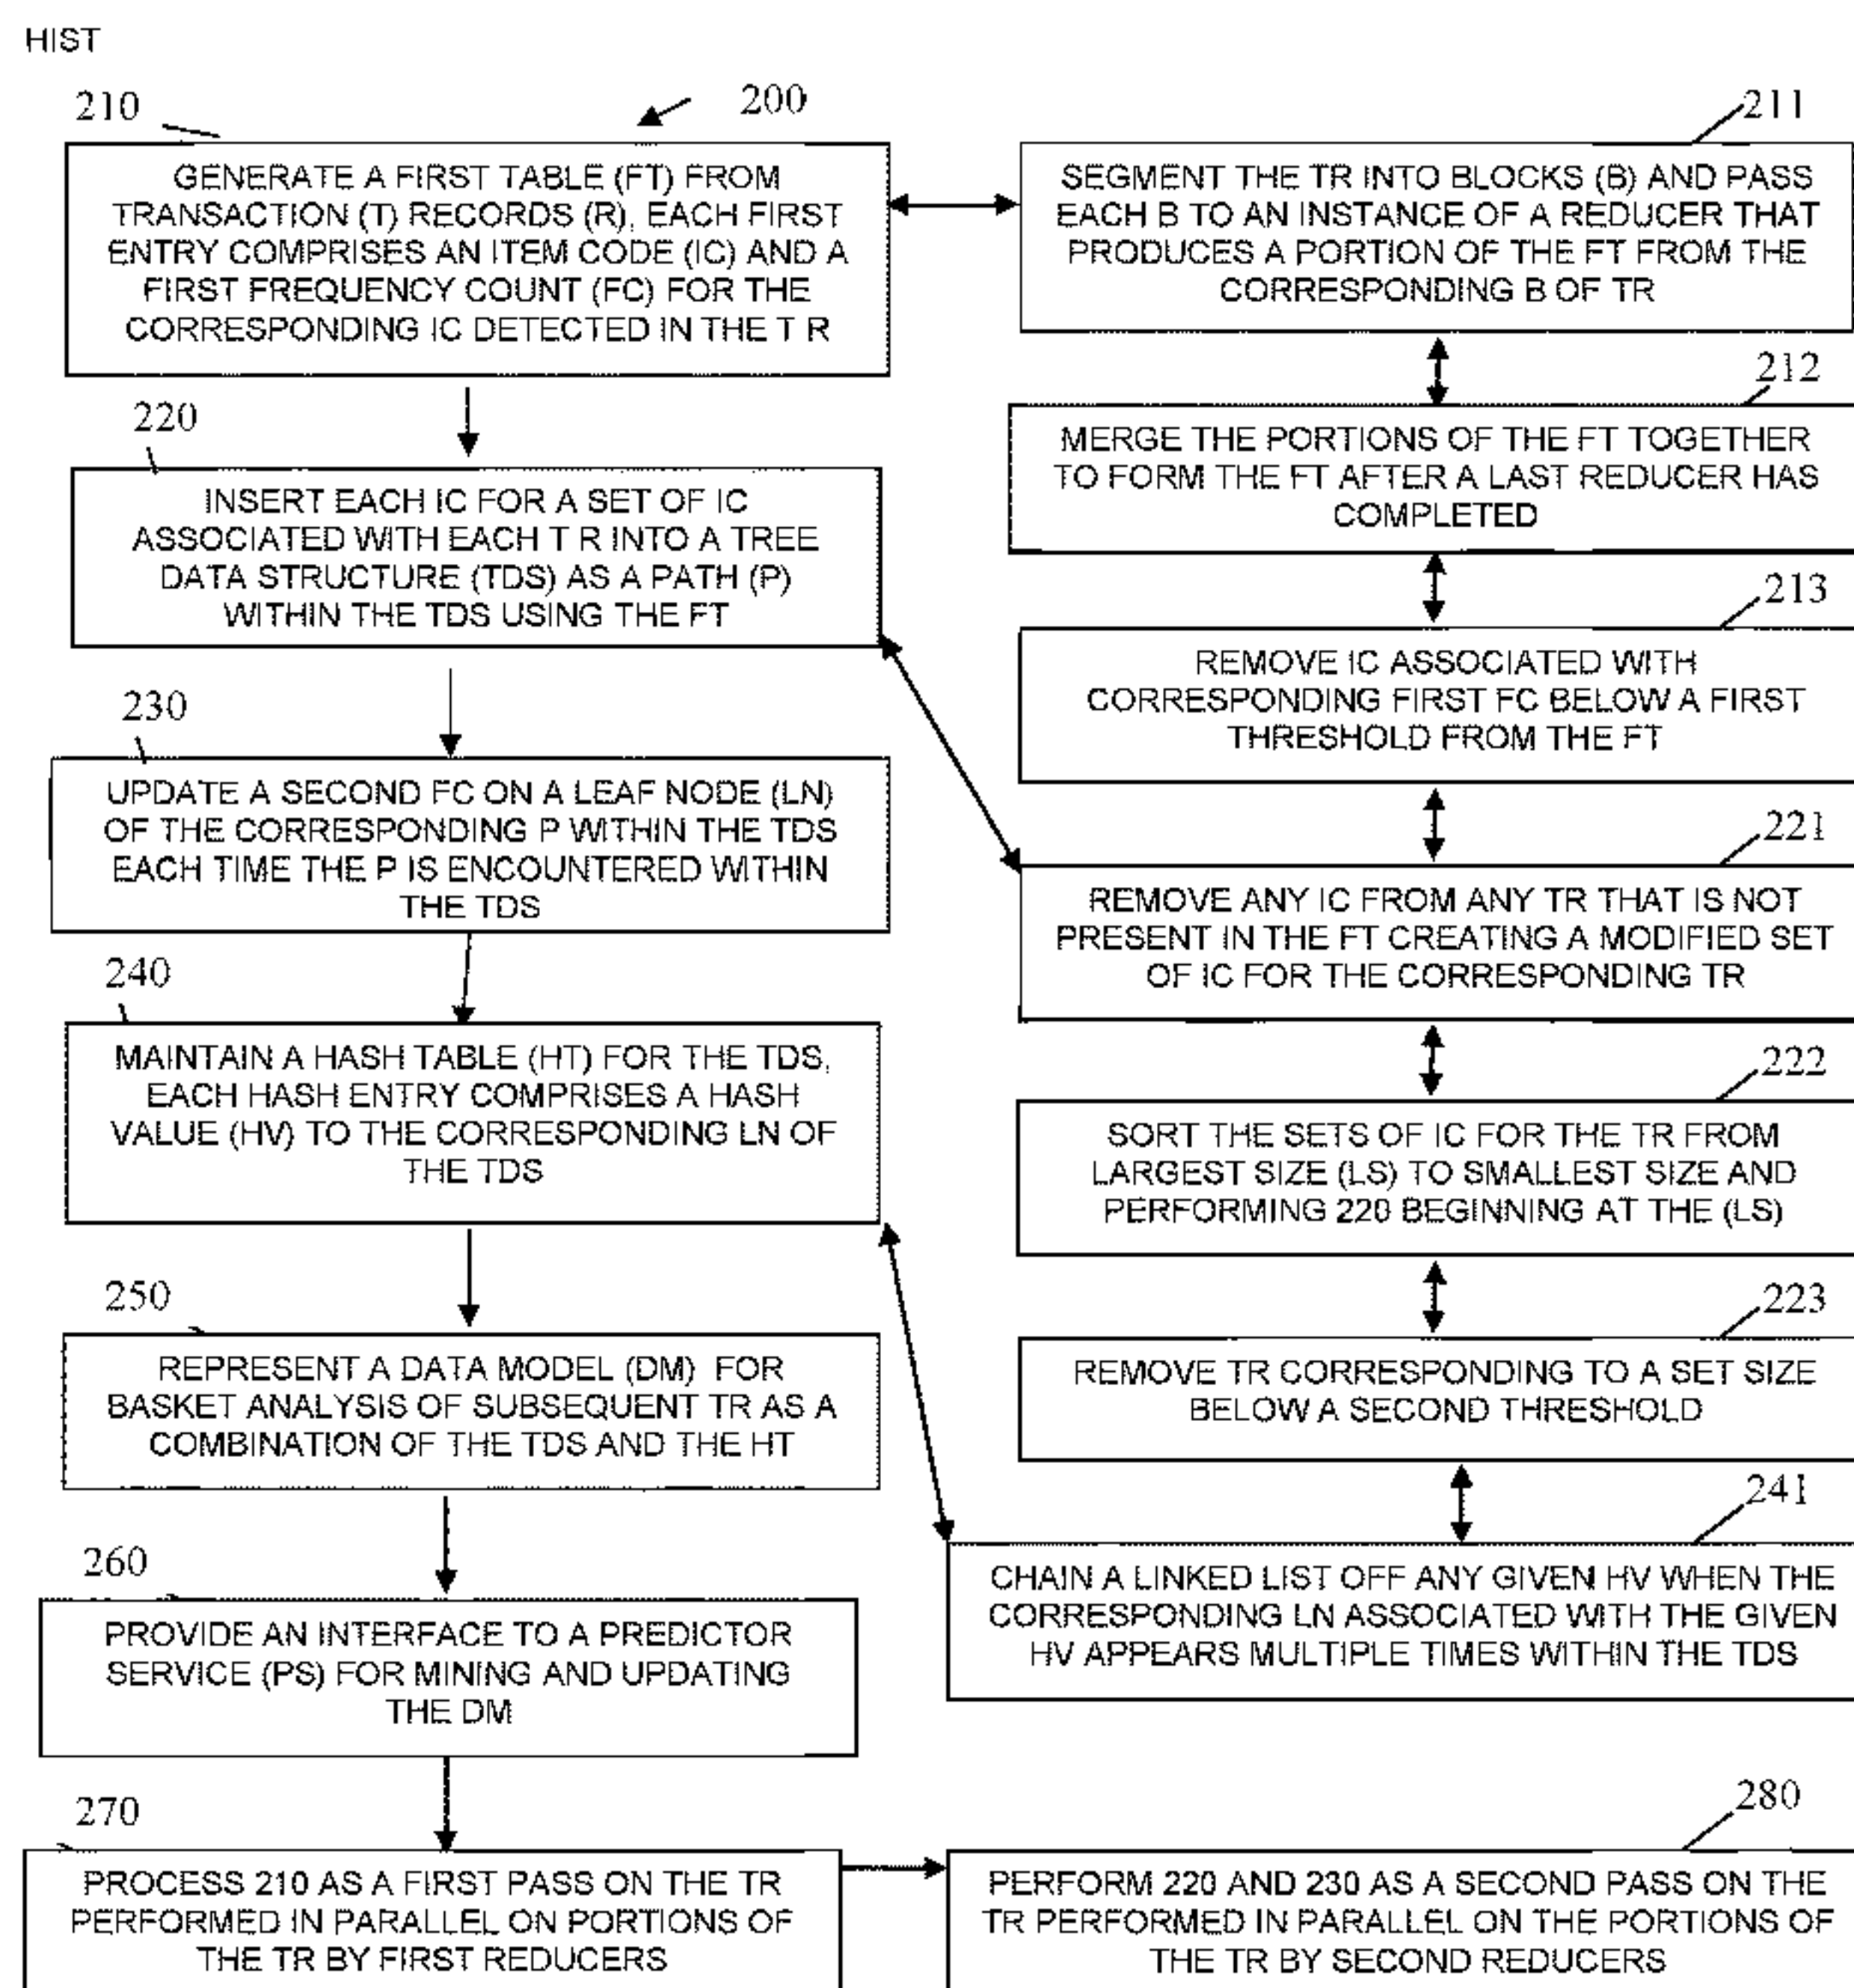 HIST
200
210
GENERATE A FIRST TABLE (FT) FROM
TRANSACTION (T) RECORDS (R), EACH FIRST
ENTRY COMPRISES AN ITEM CODE (IC) AND A
FIRST FREQUENCY COUNT (FC) FOR THE
CORRESPONDING IC DETECTED IN THE T R
211
SEGMENT THE TR INTO BLOCKS (B) AND PASS
EACH B TO AN INSTANCE OF A REDUCER THAT
PRODUCES A PORTION OF THE FT FROM THE
CORRESPONDING B OF TR
212
MERGE THE PORTIONS OF THE FT TOGETHER
TO FORM THE FT AFTER A LAST REDUCER HAS
COMPLETED
213
REMOVE IC ASSOCIATED WITH
CORRESPONDING FIRST FC BELOW A FIRST
THRESHOLD FROM THE FT
220
INSERT EACH IC FOR A SET OF IC
ASSOCIATED WITH EACH T R INTO A TREE
DATA STRUCTURE (TDS) AS A PATH (P)
WITHIN THE TDS USING THE FT
221
REMOVE ANY IC FROM ANY TR THAT IS NOT
PRESENT IN THE FT CREATING A MODIFIED SET
OF IC FOR THE CORRESPONDING TR
222
SORT THE SETS OF IC FOR THE TR FROM
LARGEST SIZE (LS) TO SMALLEST SIZE AND
PERFORMING 220 BEGINNING AT THE (LS)
223
REMOVE TR CORRESPONDING TO A SET SIZE
BELOW A SECOND THRESHOLD
230
UPDATE A SECOND FC ON A LEAF NODE (LN)
OF THE CORRESPONDING P WITHIN THE TDS
EACH TIME THE P IS ENCOUNTERED WITHIN
THE TDS
240
MAINTAIN A HASH TABLE (HT) FOR THE TDS,
EACH HASH ENTRY COMPRISES A HASH
VALUE (HV) TO THE CORRESPONDING LN OF
THE TDS
241
CHAIN A LINKED LIST OFF ANY GIVEN HV WHEN THE
CORRESPONDING LN ASSOCIATED WITH THE GIVEN
HV APPEARS MULTIPLE TIMES WITHIN THE TDS
250
REPRESENT A DATA MODEL (DM) FOR
BASKET ANALYSIS OF SUBSEQUENT TR AS A
COMBINATION OF THE TDS AND THE HT
260
PROVIDE AN INTERFACE TO A PREDICTOR
SERVICE (PS) FOR MINING AND UPDATING
THE DM
270
PROCESS 210 AS A FIRST PASS ON THE TR
PERFORMED IN PARALLEL ON PORTIONS OF
THE TR BY FIRST REDUCERS
280
PERFORM 220 AND 230 AS A SECOND PASS ON THE
TR PERFORMED IN PARALLEL ON THE PORTIONS OF
THE TR BY SECOND REDUCERS